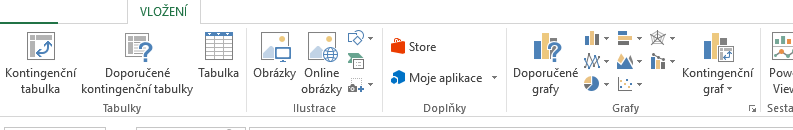 VLOŽENÍ
Kontingenční
tabulka
Doporučené
kontingenční tabulky
Tabulka
Tabulky
Obrázky
Online
obrázky
Ilustrace
Store
Moje aplikace
Doplňky
Doporučené
grafy
Kontingenční
graf
Grafy